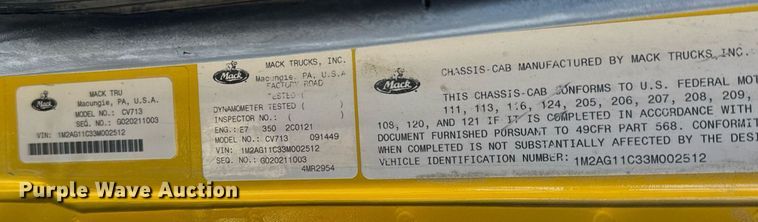 Mack
MACK TRU
Macungie, PA, U.S.A.
MODEL NO.: CV713
SEQ. NO.: G020211003
VIN: 1M2AG11C33M002512
Mack
MACK TRUCKS, INC.
Macungie, PA, U.S.A
FACTORY ROAD
TESTED (
DYNAMOMETER TESTED ( )
INSPECTOR NO.: (
ENG.: E7 350 2C0121
MODEL NO.: CV713 091449
VIN: 1M2AG11C33M002512
SEQ. NO.: G020211003
4MR2954
Mack
CHASSIS-CAB MANUFACTURED BY MACK TRUCKS, INC.
THIS CHASSIS-CAB CONFORMS TO U.S. FEDERAL MOT
111, 113, 116, 124, 205, 206, 207, 208, 209,
108, 120, AND 121 IF IT IS COMPLETED IN ACCORDANCE WITH
DOCUMENT FURNISHED PURSUANT TO 49CFR PART 568. CONFORMIT
WHEN COMPLETED IS NOT SUBSTANTIALLY AFFECTED BY THE DESI
VEHICLE IDENTIFICATION NUMBER: 1M2AG11C33M002512
Purple Wave Auction